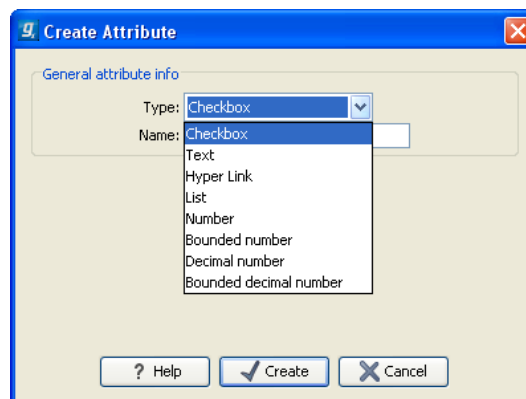 g. Create Attribute
General attribute info
Type: Checkbox
Name: Checkbox
Text
Hyper Link
List
Number
Bounded number
Decimal number
Bounded decimal number
? Help Create Cancel